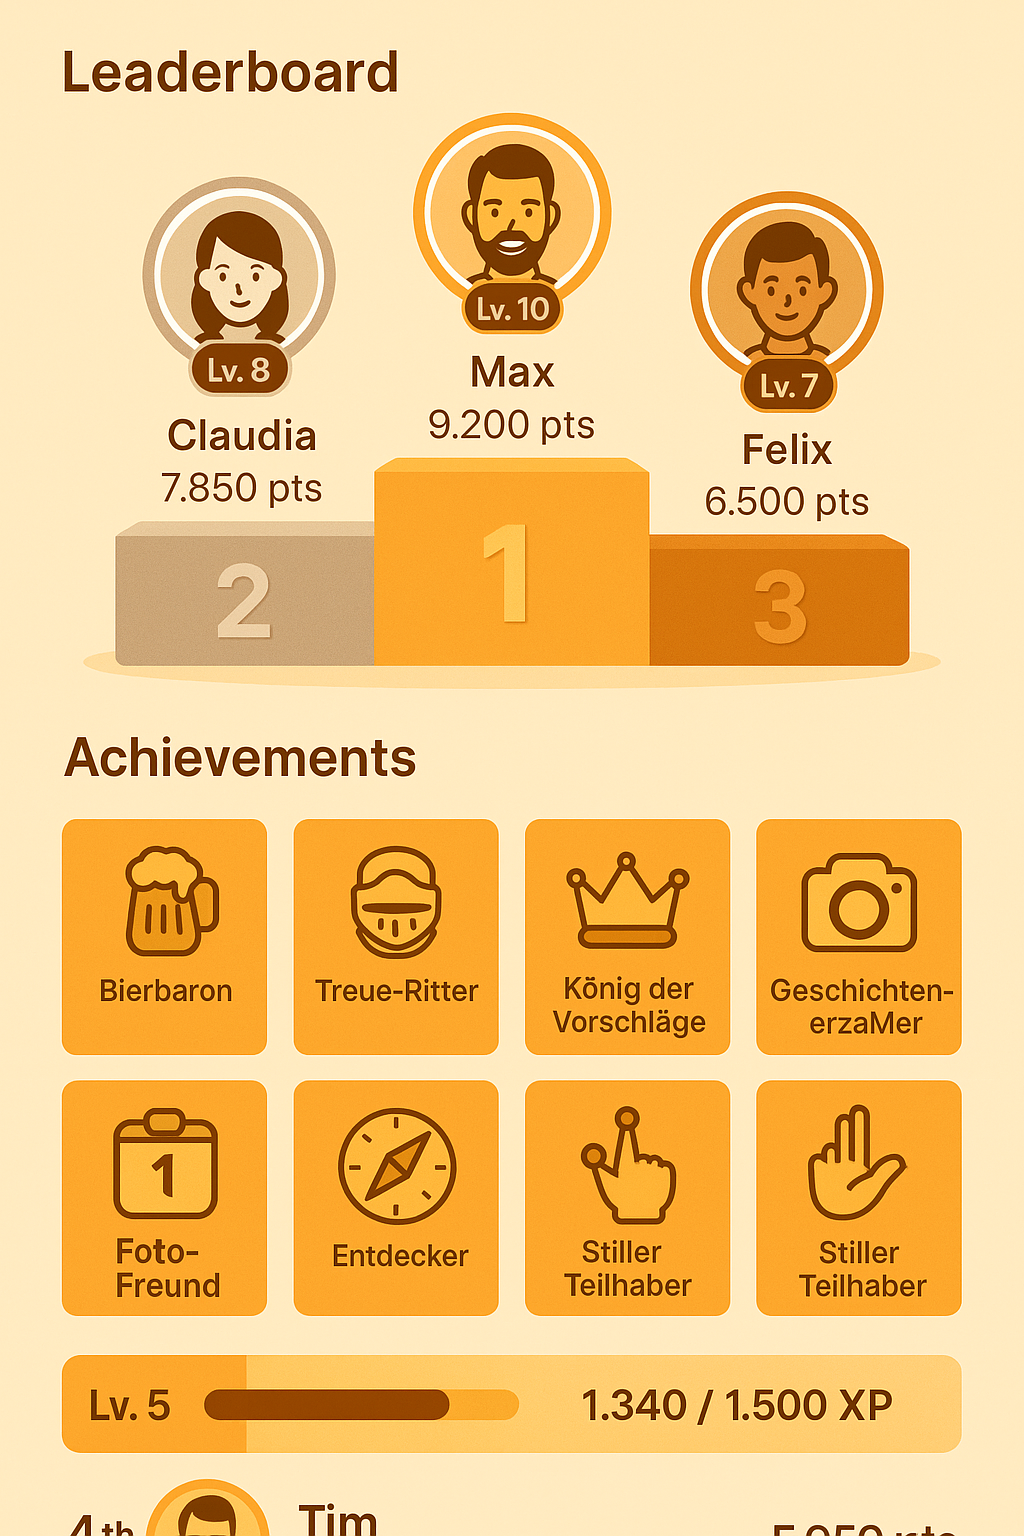 Leaderboard
Lv. 10
Lv. 8
Lv. 7
Max
9.200 pts
Claudia
7.850 pts
Felix
6.500 pts
1
2
3
Achievements
Bierbaron
Treue-Ritter
König der
Vorschläge
Geschichten-
erzaMer
1
Foto-
Freund
Entdecker
Stiller
Teilhaber
Stiller
Teilhaber
Lv. 5
1.340 / 1.500 XP
4th
Tim
pts